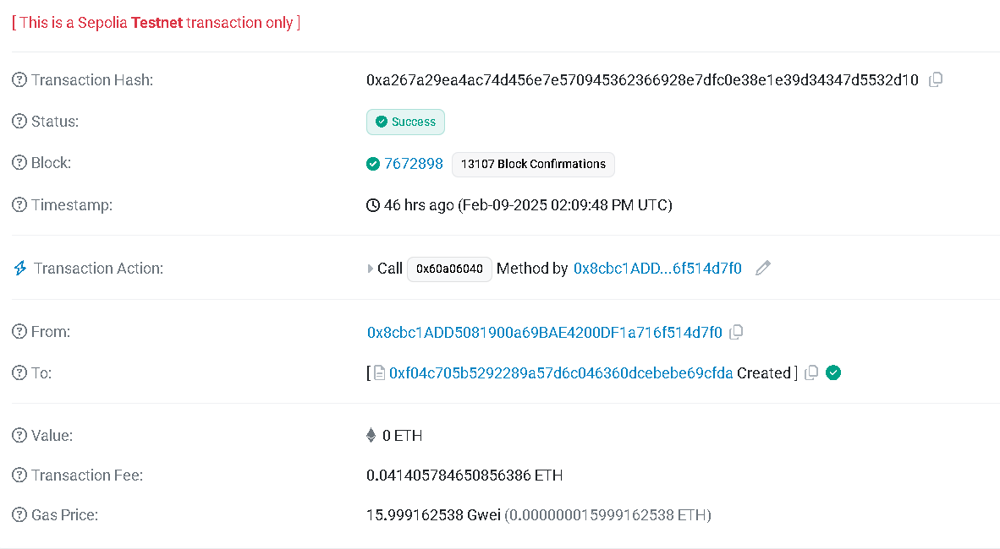 [ This is a Sepolia Testnet transaction only ]
Transaction Hash: 0xa267a29ea4ac74d456e7e570945362366928e7dfc0e38e1e39d34347d5532d10
Status: Success
Block: 7672898 13107 Block Confirmations
Timestamp: 46 hrs ago (Feb-09-2025 02:09:48 PM UTC)
Transaction Action: Call 0x60a06040 Method by 0x8cbc1ADD...6f514d7f0
From: 0x8cbc1ADD5081900a69BAE4200DF1a716f514d7f0
To: [ 0xf04c705b5292289a57d6c046360dcebebe69cfda Created ]
Value: 0 ETH
Transaction Fee: 0.041405784650856386 ETH
Gas Price: 15.999162538 Gwei (0.000000015999162538 ETH)